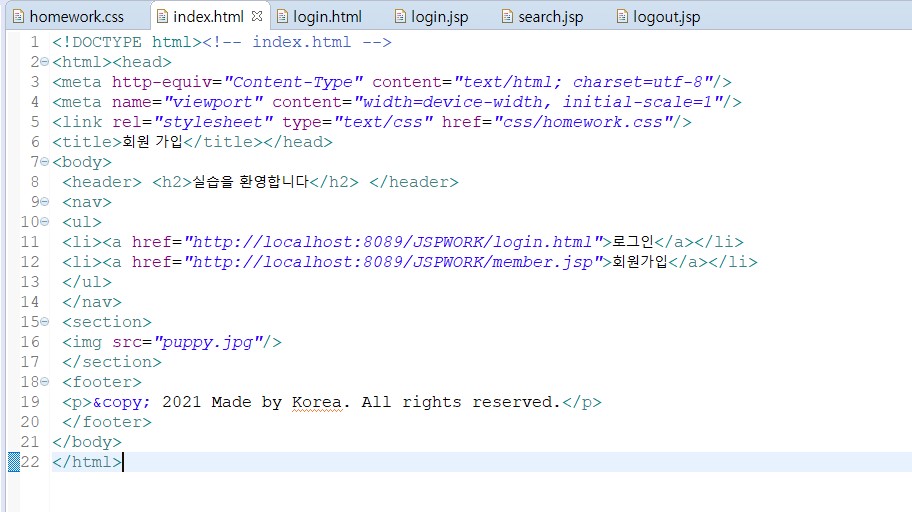 homework.css index.html login.html login.jsp search.jsp logout.jsp
1 <!DOCTYPE html><!-- index.html -->
2 <html><head>
3 <meta http-equiv="Content-Type" content="text/html; charset=utf-8"/>
4 <meta name="viewport" content="width=device-width, initial-scale=1"/>
5 <link rel="stylesheet" type="text/css" href="css/homework.css"/>
6 <title>회원 가입</title></head>
7 <body>
8 <header> <h2>실습을 환영합니다</h2> </header>
9 <nav>
10 <ul>
11 <li><a href="http://localhost:8089/JSPWORK/login.html">로그인</a></li>
12 <li><a href="http://localhost:8089/JSPWORK/member.jsp">회원가입</a></li>
13 </ul>
14 </nav>
15 <section>
16 <img src="puppy.jpg"/>
17 </section>
18 <footer>
19 <p>&copy; 2021 Made by Korea. All rights reserved.</p>
20 </footer>
21 </body>
22 </html>